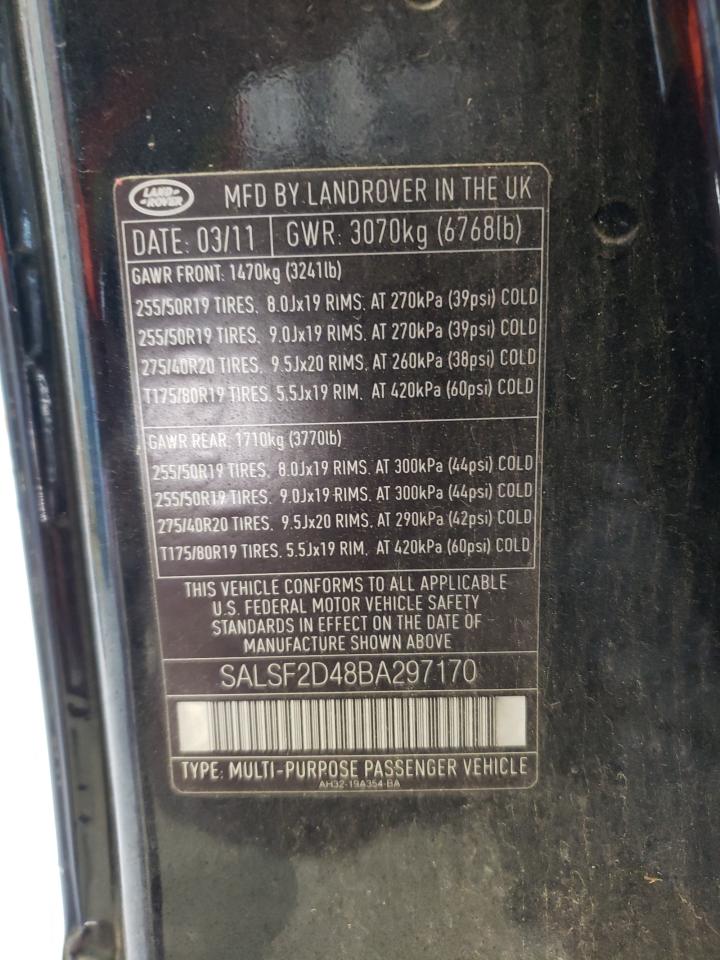 LAND
ROVER
MFD BY LANDROVER IN THE UK
DATE: 03/11 GWR: 3070kg (6768lb)
GAWR FRONT: 1470kg (3241lb)
255/50R19 TIRES, 8.0Jx19 RIMS, AT 270kPa (39psi) COLD
255/50R19 TIRES, 9.0Jx19 RIMS, AT 270kPa (39psi) COLD
275/40R20 TIRES, 9.5Jx20 RIMS, AT 260kPa (38psi) COLD
T175/80R19 TIRES, 5.5Jx19 RIM, AT 420kPa (60psi) COLD
GAWR REAR: 1710kg (3770lb)
255/50R19 TIRES, 8.0Jx19 RIMS, AT 300kPa (44psi) COLD
255/50R19 TIRES, 9.0Jx19 RIMS, AT 300kPa (44psi) COLD
275/40R20 TIRES, 9.5Jx20 RIMS, AT 290kPa (42psi) COLD
T175/80R19 TIRES, 5.5Jx19 RIM, AT 420kPa (60psi) COLD
THIS VEHICLE CONFORMS TO ALL APPLICABLE
U.S. FEDERAL MOTOR VEHICLE SAFETY
STANDARDS IN EFFECT ON THE DATE OF
MANUFACTURE SHOWN ABOVE
SALSF2D48BA297170
TYPE: MULTI-PURPOSE PASSENGER VEHICLE
AH32-19A354-BA